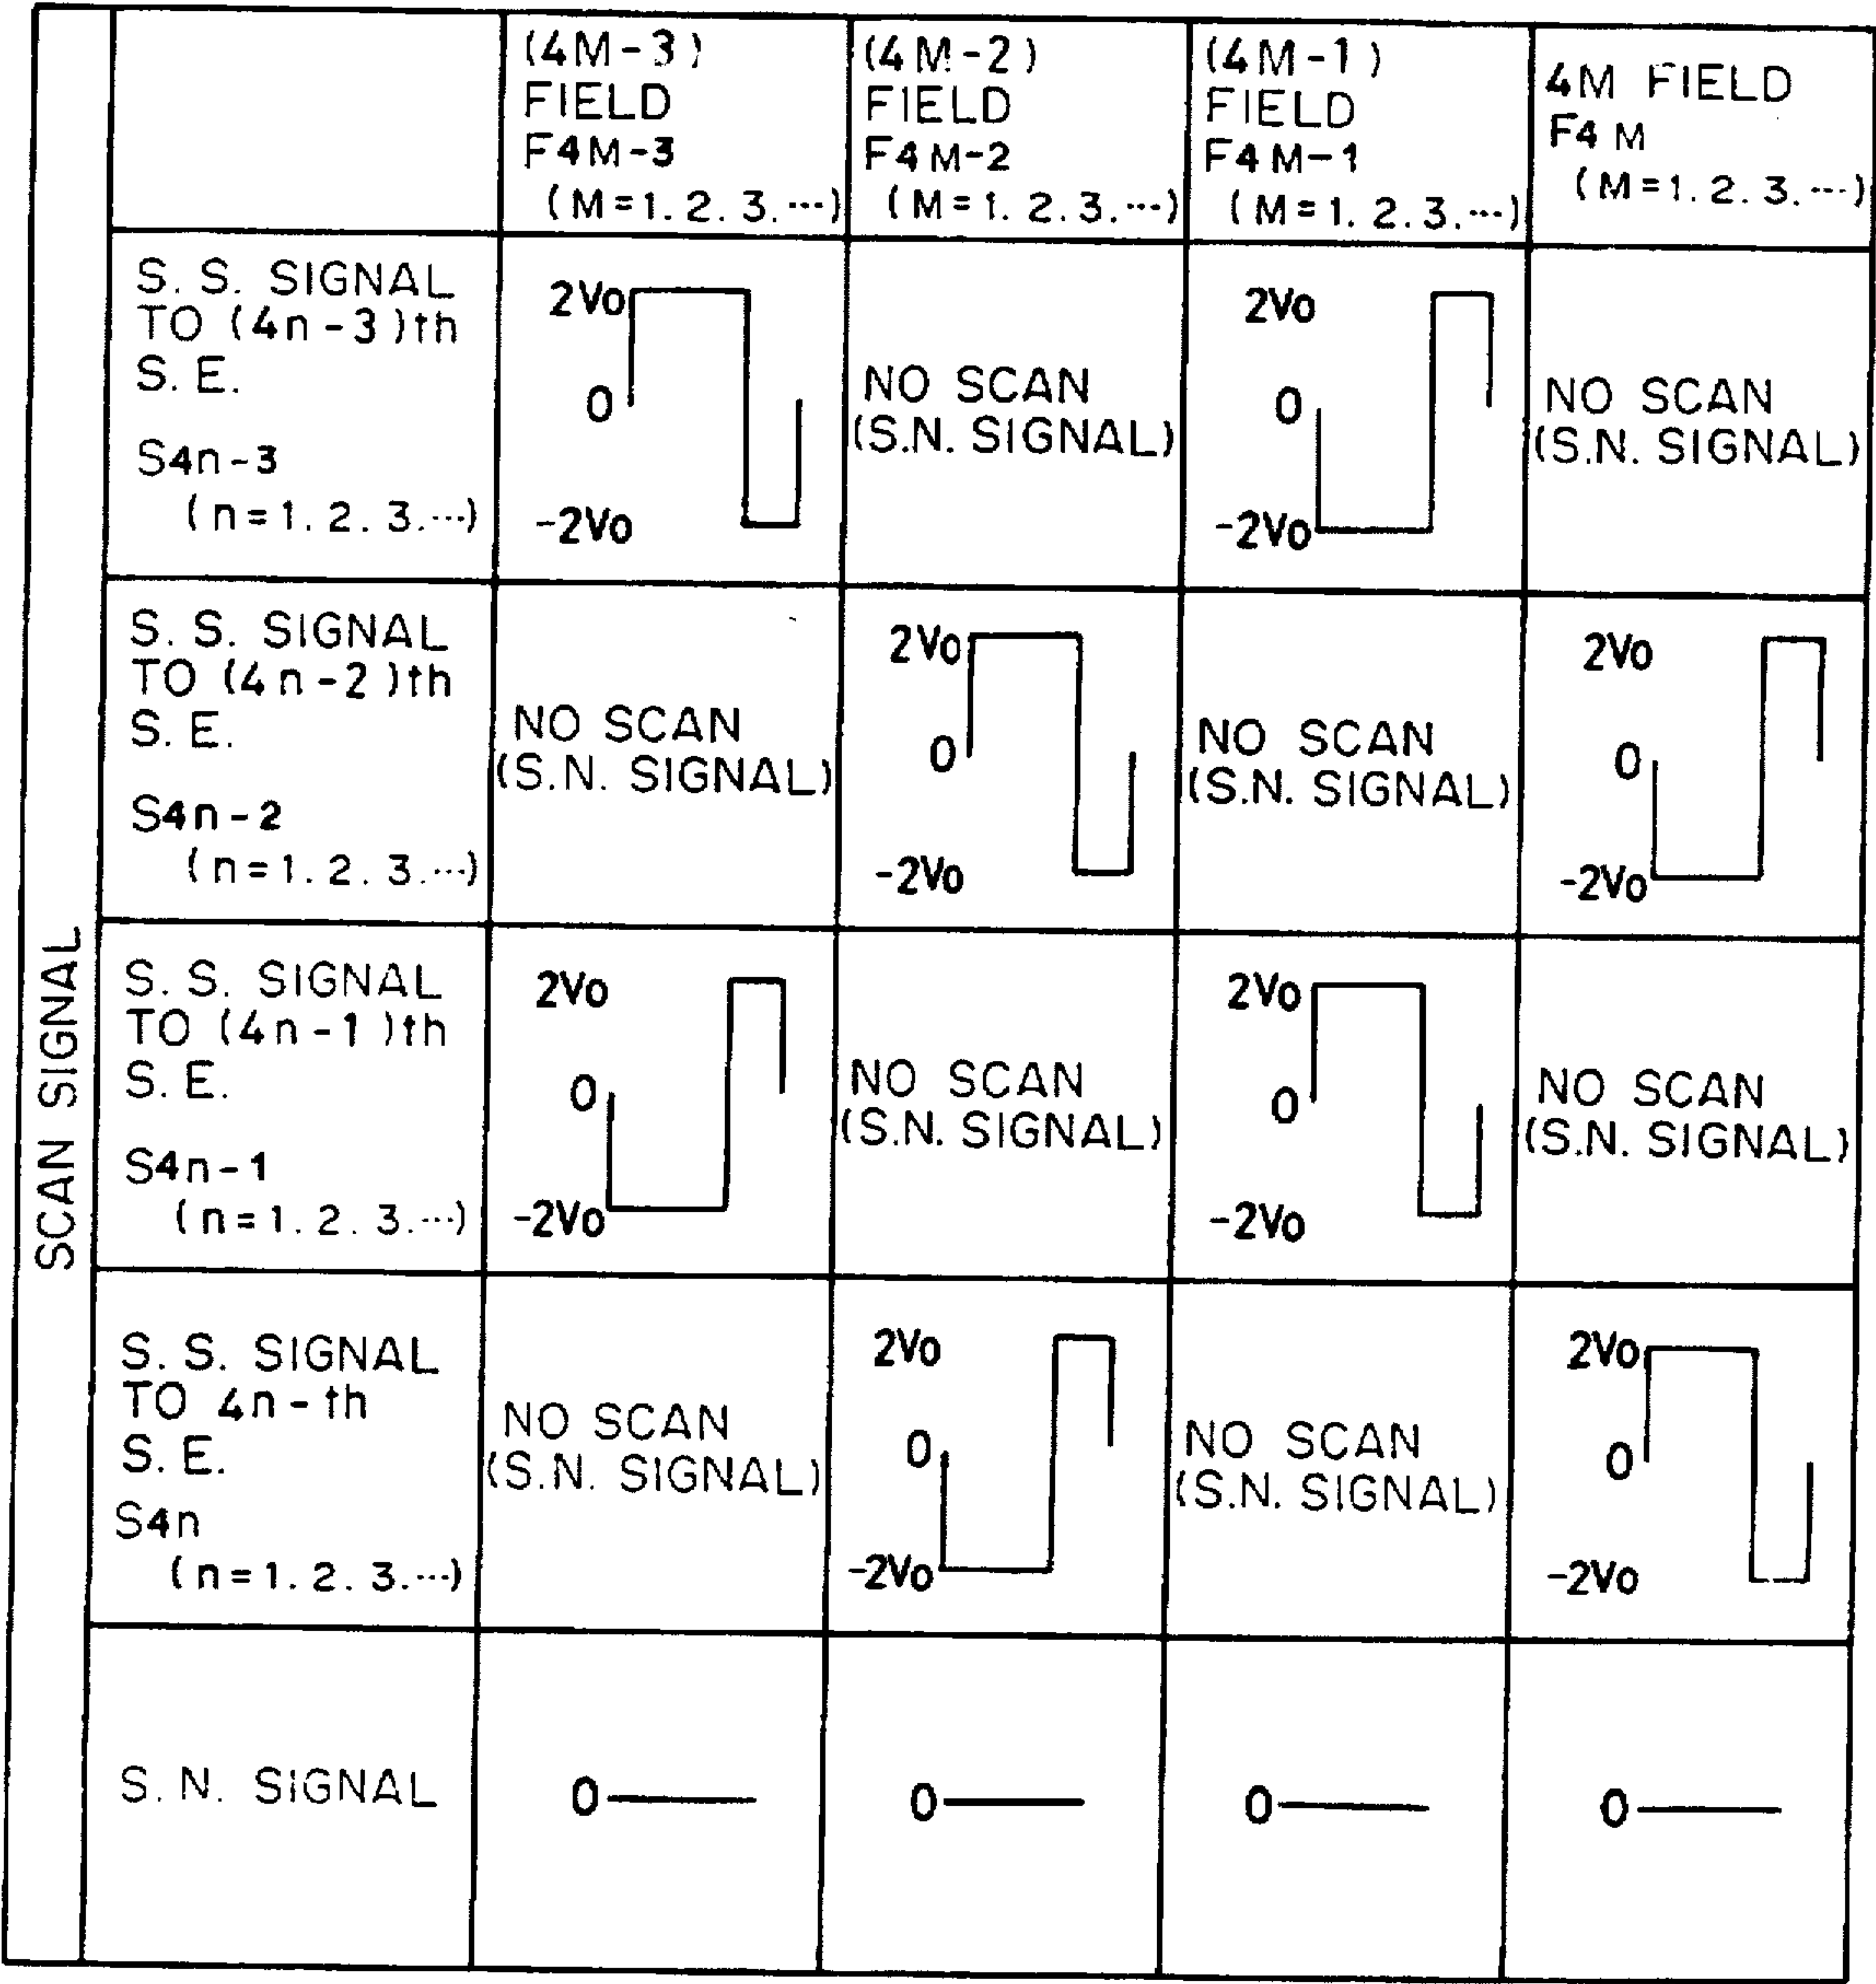 (4M-3)
FIELD
F4M-3
(M=1.2.3.…)
(4M-2)
FIELD
F4M-2
(M=1.2.3.…)
(4M-1)
FIELD
F4M-1
(M=1.2.3.…)
4M FIELD
F4M
(M=1.2.3.…)
SCAN SIGNAL
S.S. SIGNAL
TO (4n-3)th
S.E.
S4n-3
(n=1.2.3.…)
2Vo
0
-2Vo
NO SCAN
(S.N. SIGNAL)
2Vo
0
-2Vo
NO SCAN
(S.N. SIGNAL)
S.S. SIGNAL
TO (4n-2)th
S.E.
S4n-2
(n=1.2.3.…)
NO SCAN
(S.N. SIGNAL)
2Vo
0
-2Vo
NO SCAN
(S.N. SIGNAL)
2Vo
0
-2Vo
S.S. SIGNAL
TO (4n-1)th
S.E.
S4n-1
(n=1.2.3.…)
2Vo
0
-2Vo
NO SCAN
(S.N. SIGNAL)
2Vo
0
-2Vo
NO SCAN
(S.N. SIGNAL)
S.S. SIGNAL
TO 4n-th
S.E.
S4n
(n=1.2.3.…)
NO SCAN
(S.N. SIGNAL)
2Vo
0
-2Vo
NO SCAN
(S.N. SIGNAL)
2Vo
0
-2Vo
S.N. SIGNAL
0
0
0
0